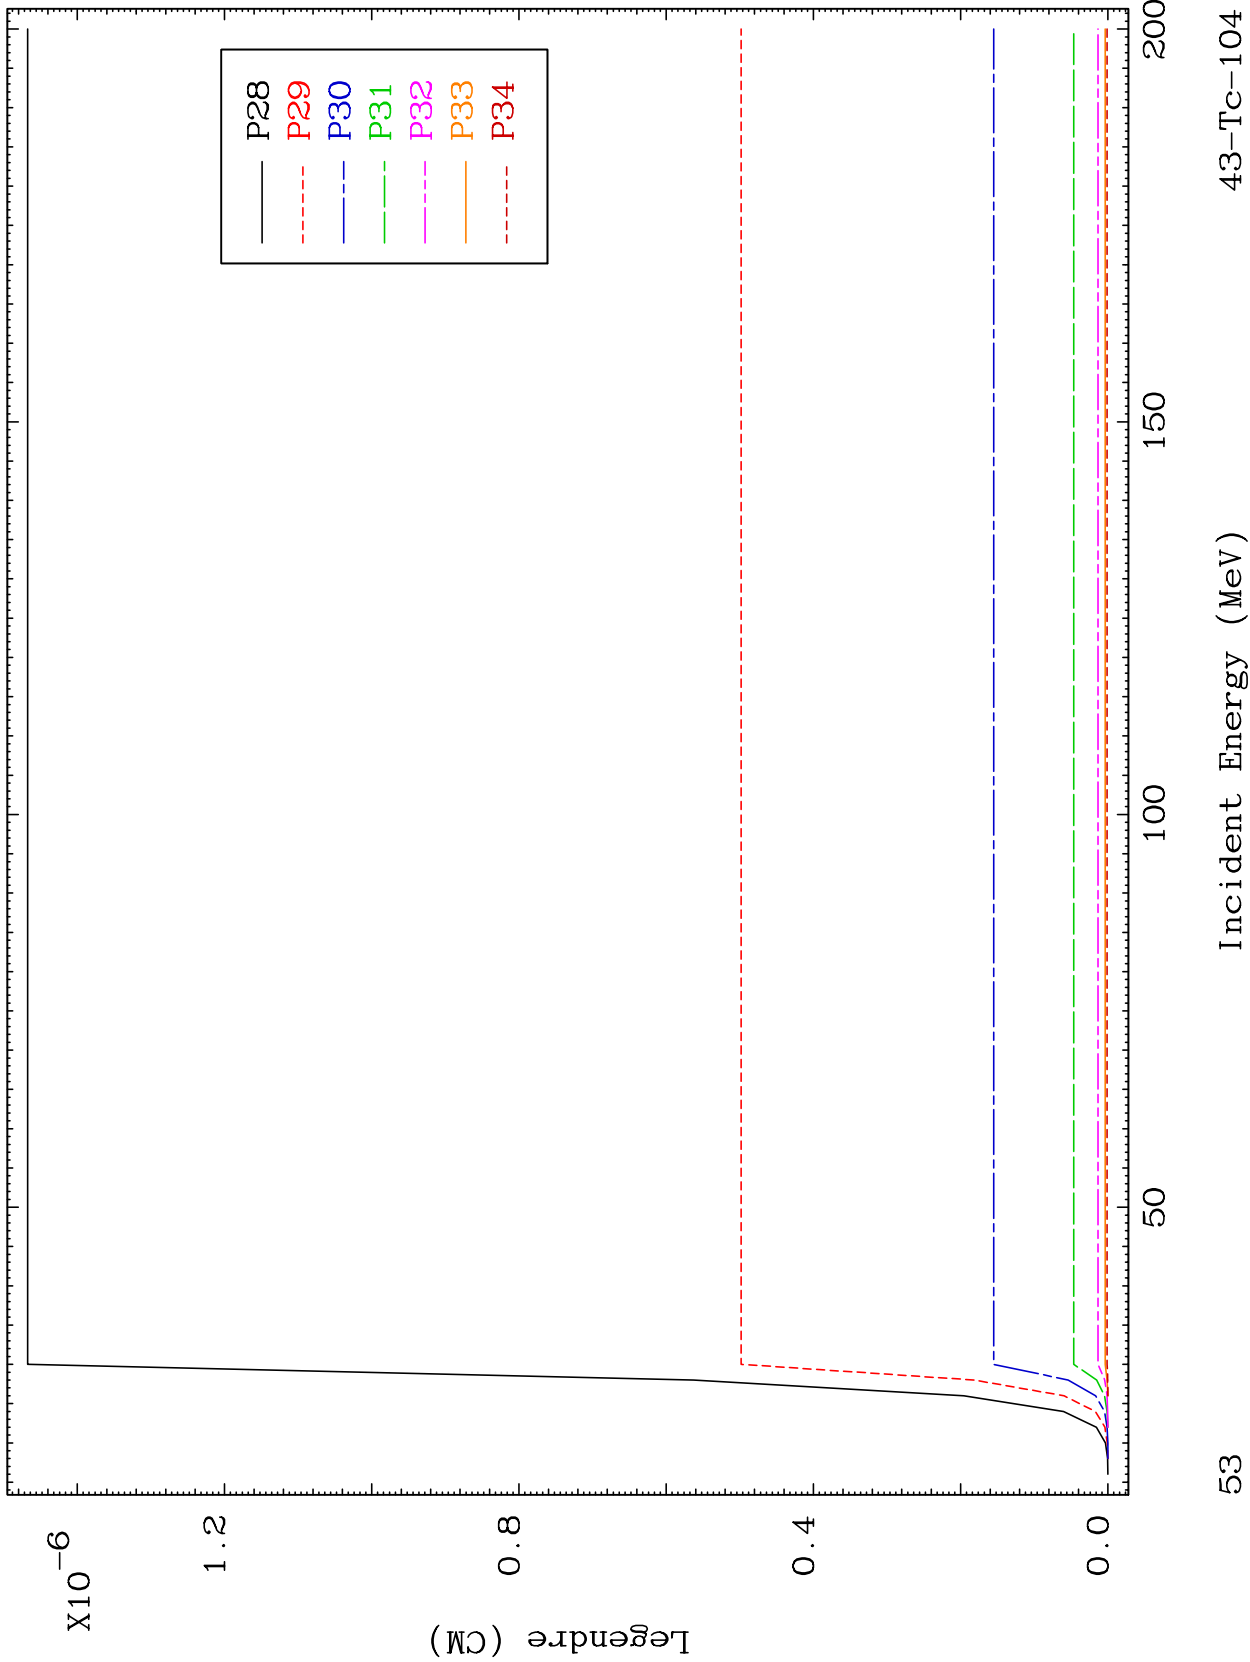 X10-6
1.2
0.8
0.4
0.0
Legendre (CM)
P28
P29
P30
P31
P32
P33
P34
50
100
150
200
Incident Energy (MeV)
53
43-Tc-104